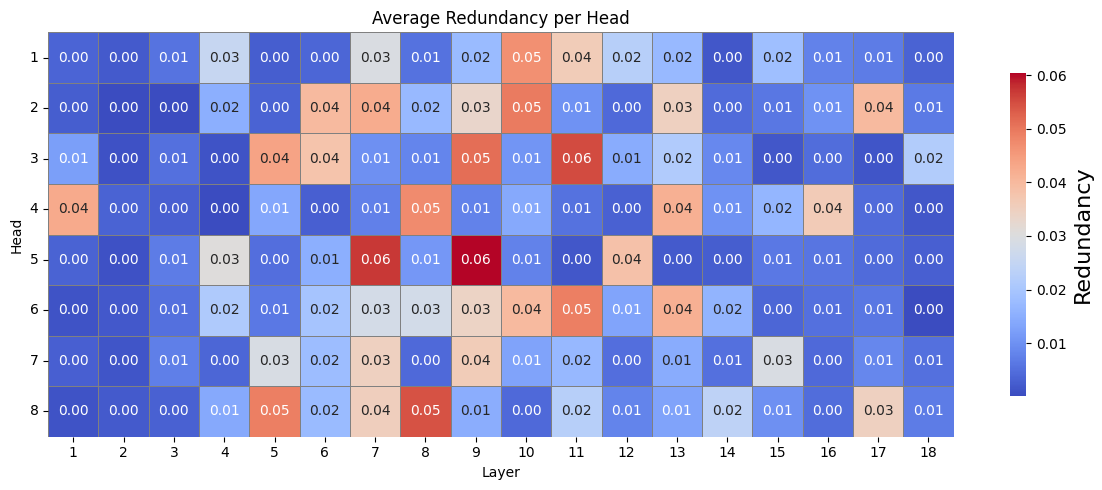 Average Redundancy per Head
1 0.00 0.00 0.01 0.03 0.00 0.00 0.03 0.01 0.02 0.05 0.04 0.02 0.02 0.00 0.02 0.01 0.01 0.00
2 0.00 0.00 0.00 0.02 0.00 0.04 0.04 0.02 0.03 0.05 0.01 0.00 0.03 0.00 0.01 0.01 0.04 0.01
3 0.01 0.00 0.01 0.00 0.04 0.04 0.01 0.01 0.05 0.01 0.06 0.01 0.02 0.01 0.00 0.00 0.00 0.02
4 0.04 0.00 0.00 0.00 0.01 0.00 0.01 0.05 0.01 0.01 0.01 0.00 0.04 0.01 0.02 0.04 0.00 0.00
5 0.00 0.00 0.01 0.03 0.00 0.01 0.06 0.01 0.06 0.01 0.00 0.04 0.00 0.00 0.01 0.01 0.00 0.00
6 0.00 0.00 0.01 0.02 0.01 0.02 0.03 0.03 0.03 0.04 0.05 0.01 0.04 0.02 0.00 0.01 0.01 0.00
7 0.00 0.00 0.01 0.00 0.03 0.02 0.03 0.00 0.04 0.01 0.02 0.00 0.01 0.01 0.03 0.00 0.01 0.01
8 0.00 0.00 0.00 0.01 0.05 0.02 0.04 0.05 0.01 0.00 0.02 0.01 0.01 0.02 0.01 0.00 0.03 0.01
1 2 3 4 5 6 7 8 9 10 11 12 13 14 15 16 17 18
Layer
Head
0.06
0.05
0.04
0.03
0.02
0.01
Redundancy